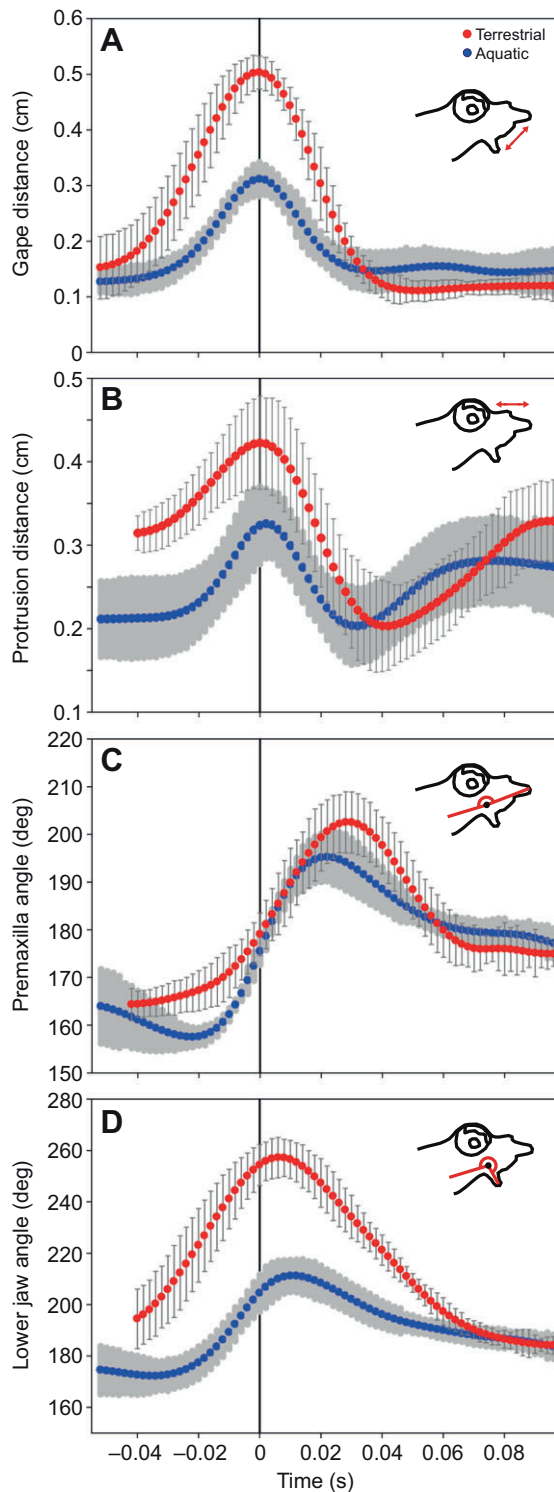 A
Terrestrial
Aquatic
Gape distance (cm)
0.6
0.5
0.4
0.3
0.2
0.1
0
B
Protrusion distance (cm)
0.5
0.4
0.3
0.2
0.1
C
Premaxilla angle (deg)
220
210
200
190
180
170
160
150
D
Lower jaw angle (deg)
280
260
240
220
200
180
160
–0.04 –0.02 0 0.02 0.04 0.06 0.08
Time (s)